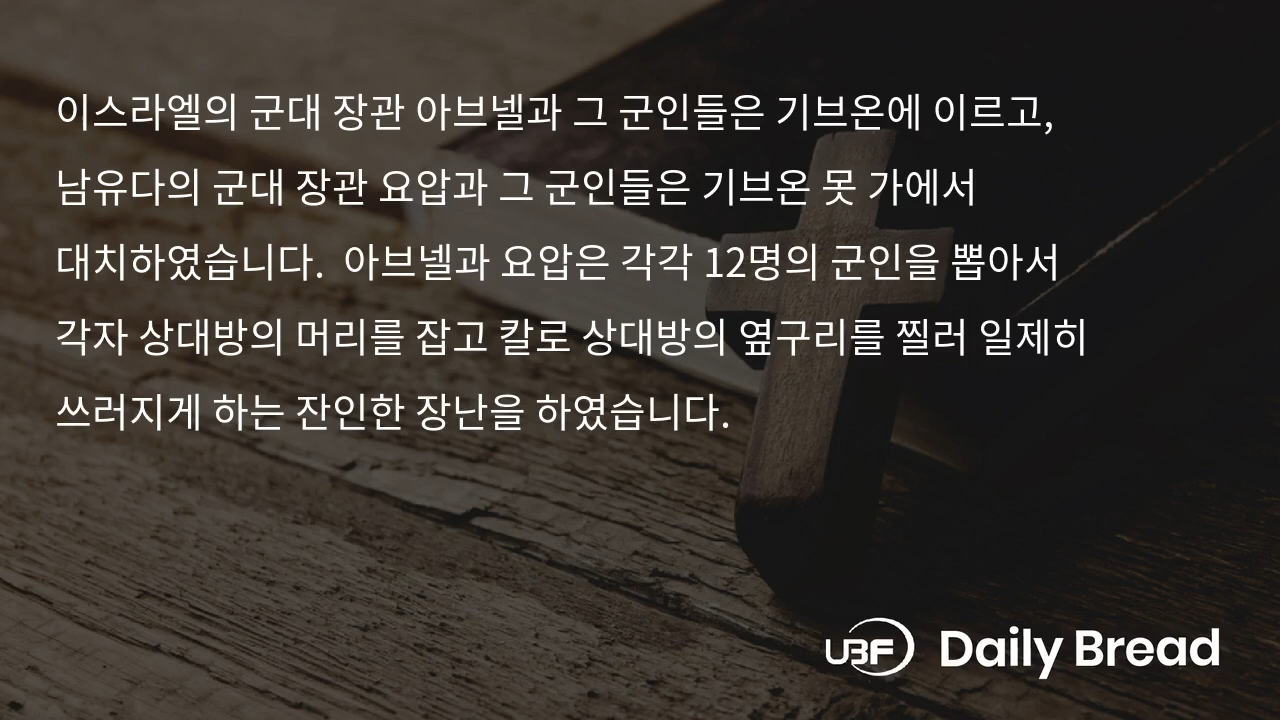 이스라엘의 군대 장관 아브넬과 그 군인들은 기브온에 이르고,
남유다의 군대 장관 요압과 그 군인들은 기브온 못 가에서
대치하였습니다.  아브넬과 요압은 각각 12명의 군인을 뽑아서
각자 상대방의 머리를 잡고 칼로 상대방의 옆구리를 찔러 일제히
쓰러지게 하는 잔인한 장난을 하였습니다.
UBF Daily Bread